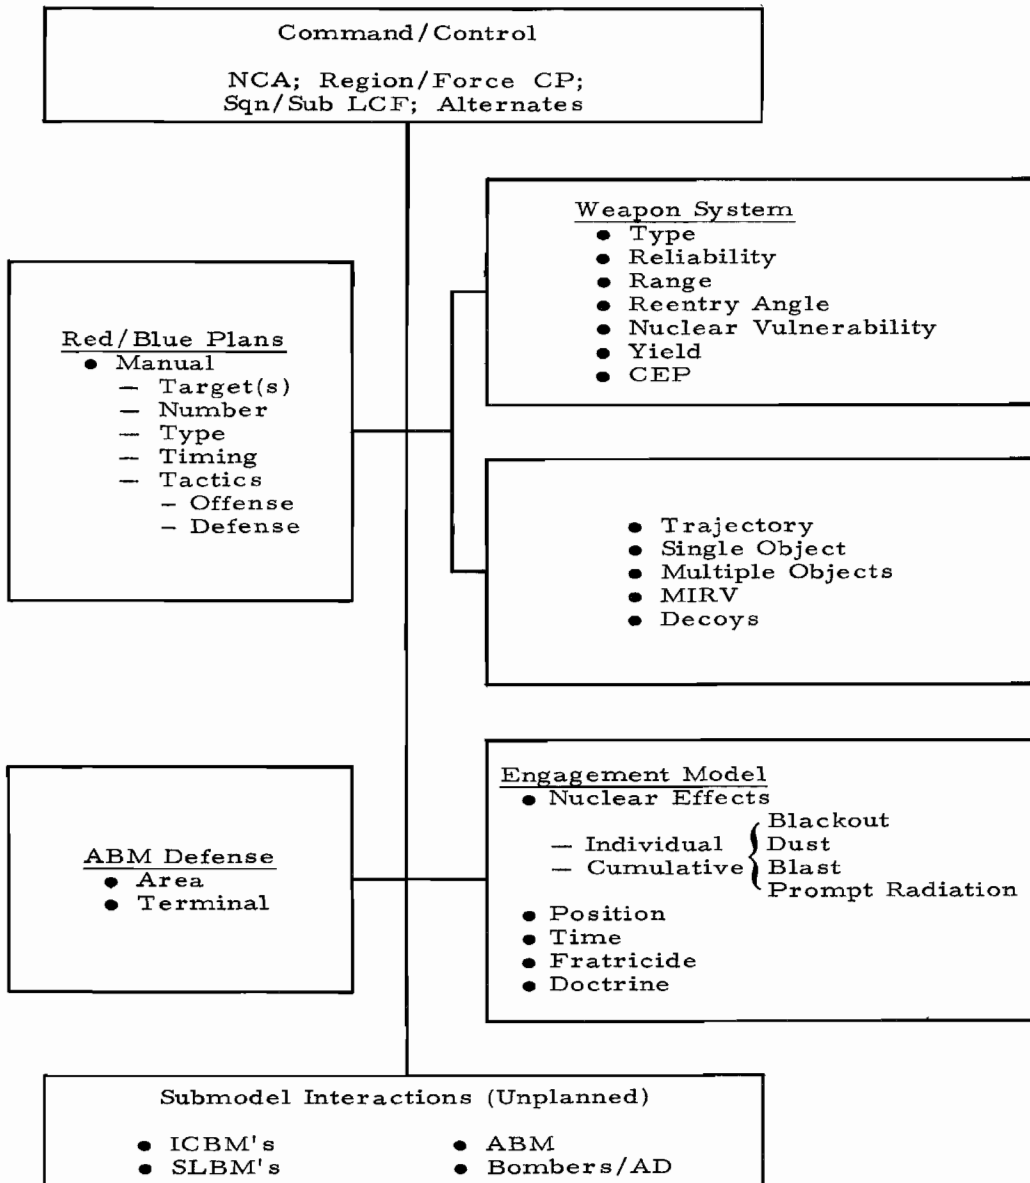 Command/Control
NCA; Region/Force CP;
Sqn/Sub LCF; Alternates
Weapon System
● Type
● Reliability
● Range
● Reentry Angle
● Nuclear Vulnerability
● Yield
● CEP
Red/Blue Plans
● Manual
— Target(s)
— Number
— Type
— Timing
— Tactics
– Offense
– Defense
● Trajectory
● Single Object
● Multiple Objects
● MIRV
● Decoys
Engagement Model
● Nuclear Effects
— Individual
— Cumulative
Blackout
Dust
Blast
Prompt Radiation
● Position
● Time
● Fratricide
● Doctrine
ABM Defense
● Area
● Terminal
Submodel Interactions (Unplanned)
● ICBM's
● SLBM's
● ABM
● Bombers/AD